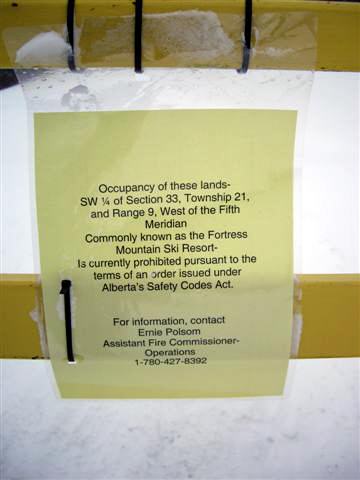 Occupancy of these lands-
SW ¼ of Section 33, Township 21,
and Range 9, West of the Fifth
Meridian
Commonly known as the Fortress
Mountain Ski Resort-
Is currently prohibited pursuant to the
terms of an order issued under
Alberta's Safety Codes Act.
For information, contact
Ernie Polsom
Assistant Fire Commissioner-
Operations
1-780-427-8392